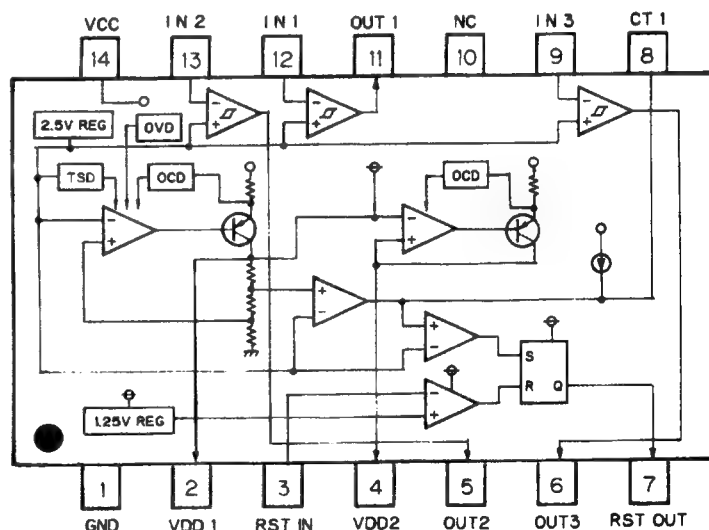 VCC IN 2 IN 1 OUT 1 NC IN 3 CT 1
14 13 12 11 10 9 8
2.5V REG OVD
TSD OCD OCD
- + - + - +
- + - +
+ -
+ -
S
R Q
- +
1.25V REG
1 2 3 4 5 6 7
GND VDD 1 RST IN VDD2 OUT2 OUT3 RST OUT